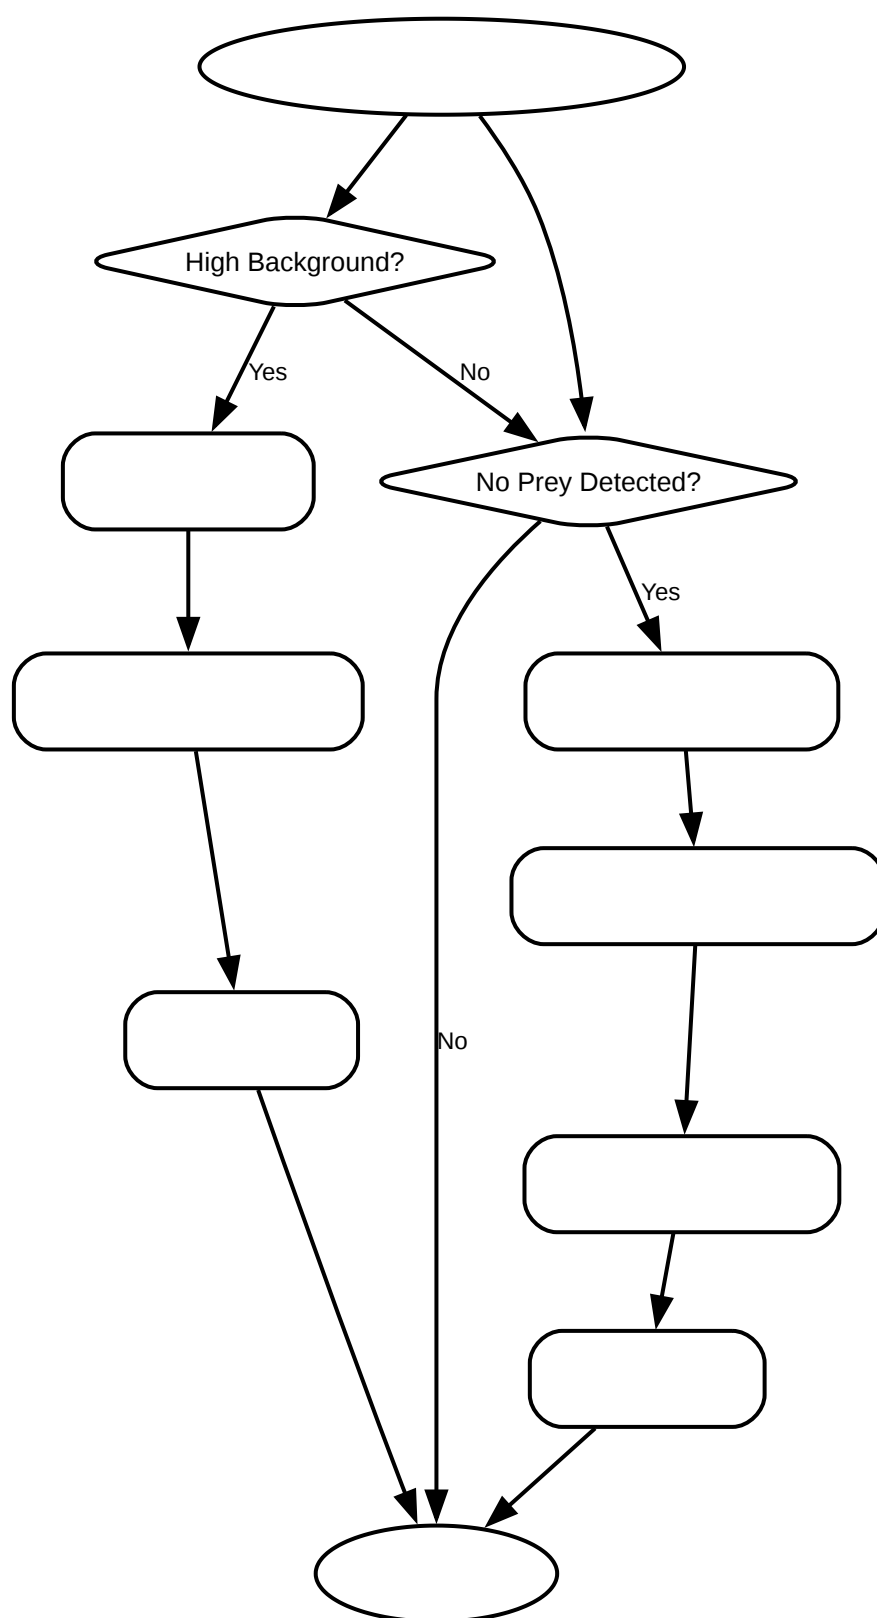 High Background?
Yes
No
No Prey Detected?
Yes
No